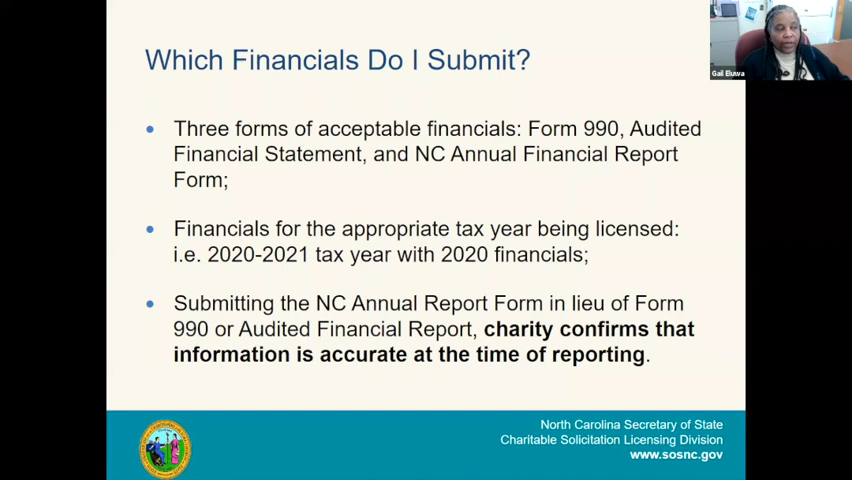 Which Financials Do I Submit?
Three forms of acceptable financials: Form 990, Audited
Financial Statement, and NC Annual Financial Report
Form;
Financials for the appropriate tax year being licensed:
i.e. 2020-2021 tax year with 2020 financials;
Submitting the NC Annual Report Form in lieu of Form
990 or Audited Financial Report, charity confirms that
information is accurate at the time of reporting.
North Carolina Secretary of State
Charitable Solicitation Licensing Division
www.sosnc.gov
Gail Eluwa